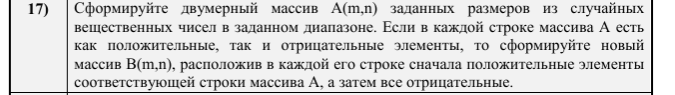 17) Сформируйте двумерный массив A(m,n) заданных размеров из случайных
вещественных чисел в заданном диапазоне. Если в каждой строке массива А есть
как положительные, так и отрицательные элементы, то сформируйте новый
массив B(m,n), расположив в каждой его строке сначала положительные элементы
соответствующей строки массива А, а затем все отрицательные.